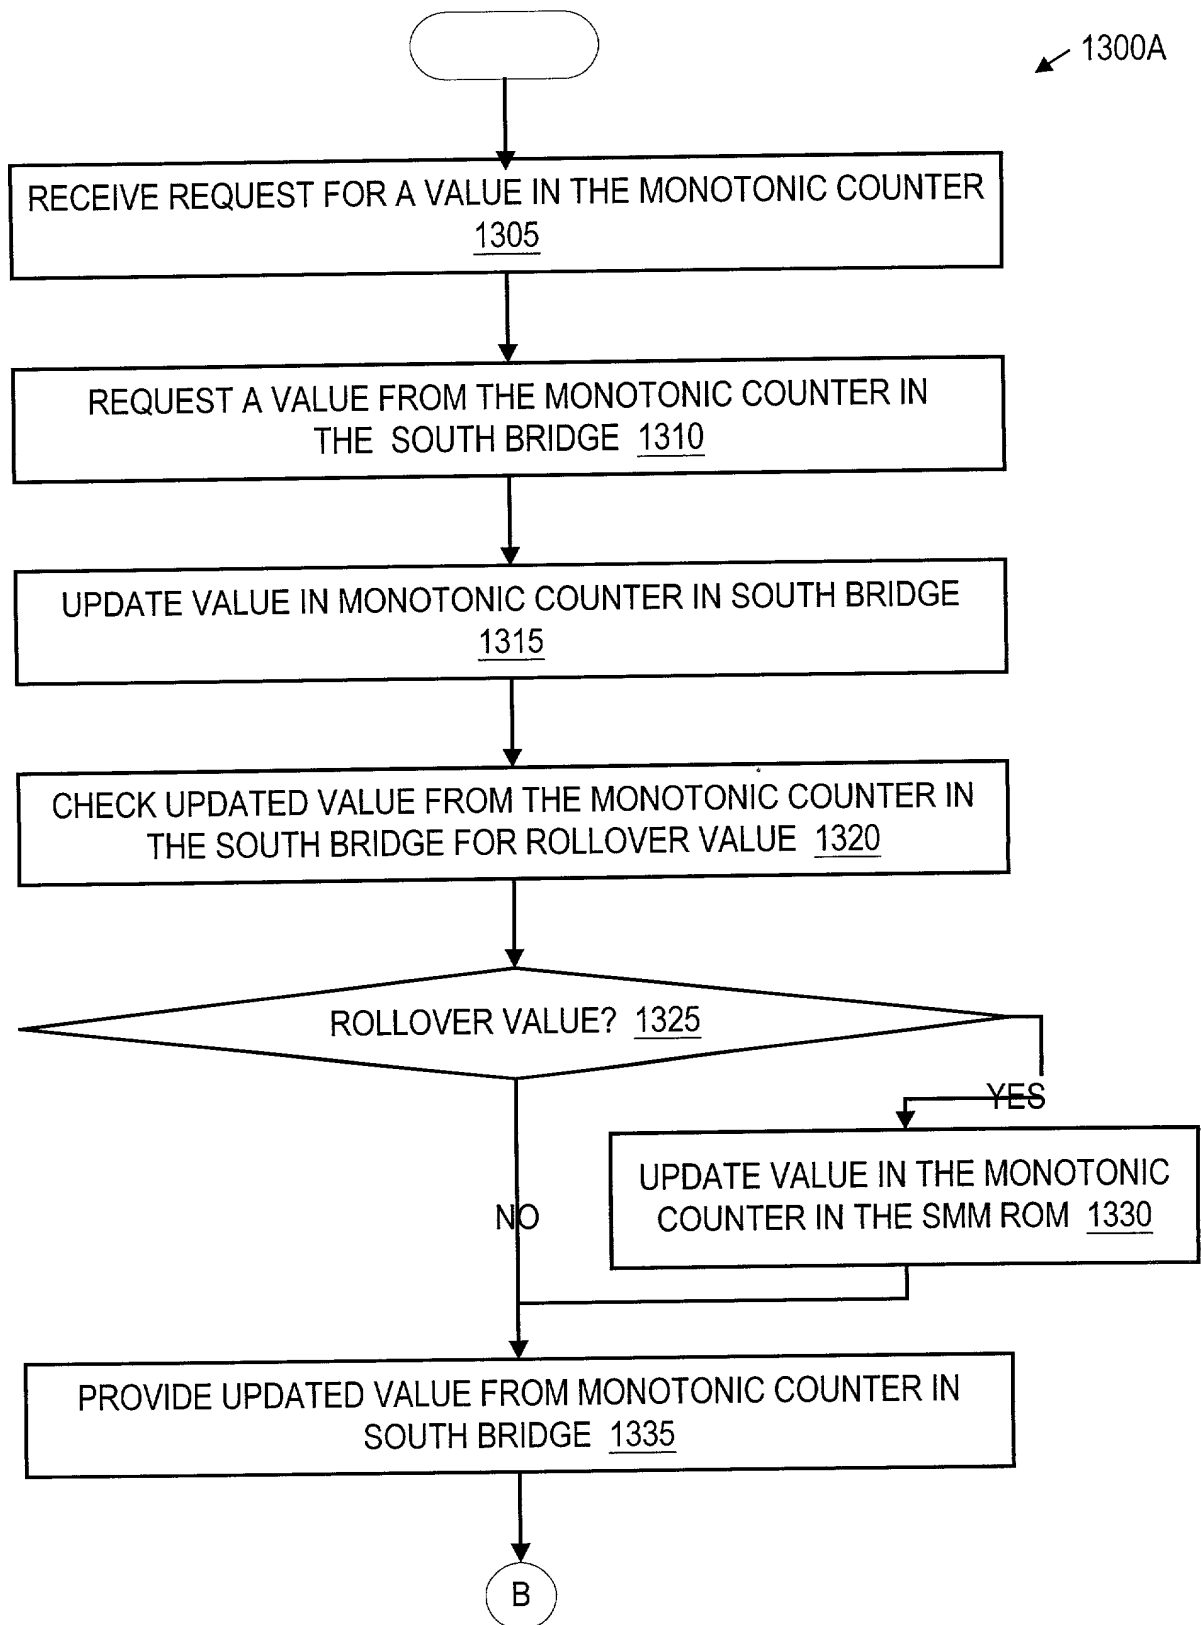 1300A
RECEIVE REQUEST FOR A VALUE IN THE MONOTONIC COUNTER
1305
REQUEST A VALUE FROM THE MONOTONIC COUNTER IN
THE SOUTH BRIDGE 1310
UPDATE VALUE IN MONOTONIC COUNTER IN SOUTH BRIDGE
1315
CHECK UPDATED VALUE FROM THE MONOTONIC COUNTER IN
THE SOUTH BRIDGE FOR ROLLOVER VALUE 1320
ROLLOVER VALUE? 1325
YES
UPDATE VALUE IN THE MONOTONIC
COUNTER IN THE SMM ROM 1330
NO
PROVIDE UPDATED VALUE FROM MONOTONIC COUNTER IN
SOUTH BRIDGE 1335
B